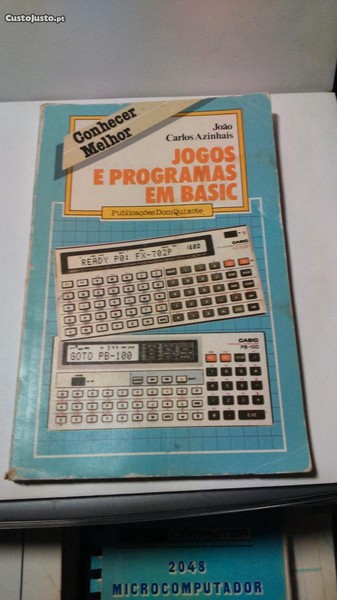 CustoJusto.pt
Conhecer
Melhor
João
Carlos Azinhais
JOGOS
E PROGRAMAS
EM BASIC
Publicações Dom Quixote
CASIO
READY P0: FX-702P
CASIO
PB-100
GOTO PB-100
EXE
2048
MICROCOMPUTADOR